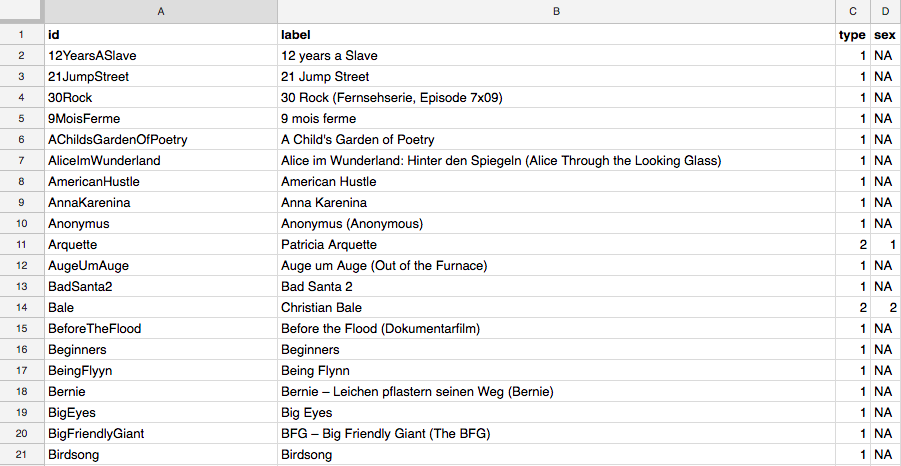 A B C D
1 id label type sex
2 12YearsASlave 12 years a Slave 1 NA
3 21JumpStreet 21 Jump Street 1 NA
4 30Rock 30 Rock (Fernsehserie, Episode 7x09) 1 NA
5 9MoisFerme 9 mois ferme 1 NA
6 AChildsGardenOfPoetry A Child's Garden of Poetry 1 NA
7 AliceImWunderland Alice im Wunderland: Hinter den Spiegeln (Alice Through the Looking Glass) 1 NA
8 AmericanHustle American Hustle 1 NA
9 AnnaKarenina Anna Karenina 1 NA
10 Anonymus Anonymus (Anonymous) 1 NA
11 Arquette Patricia Arquette 2 1
12 AugeUmAuge Auge um Auge (Out of the Furnace) 1 NA
13 BadSanta2 Bad Santa 2 1 NA
14 Bale Christian Bale 2 2
15 BeforeTheFlood Before the Flood (Dokumentarfilm) 1 NA
16 Beginners Beginners 1 NA
17 BeingFlyyn Being Flynn 1 NA
18 Bernie Bernie – Leichen pflastern seinen Weg (Bernie) 1 NA
19 BigEyes Big Eyes 1 NA
20 BigFriendlyGiant BFG – Big Friendly Giant (The BFG) 1 NA
21 Birdsong Birdsong 1 NA